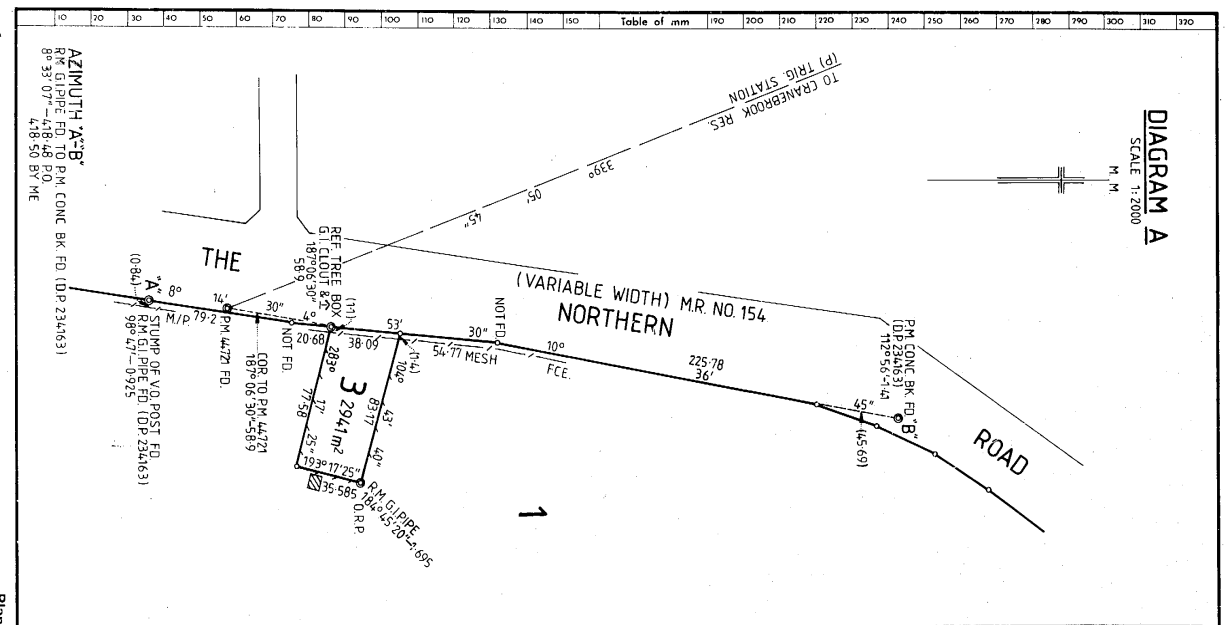 10 20 30 40 50 60 70 80 90 100 110 120 130 140 150 Table of mm 190 200 210 220 230 240 250 260 270 280 290 300 310 320
DIAGRAM A
SCALE 1:2000
M. M.
AZIMUTH "A"-"B"
RM G.I.PIPE FD. TO P.M. CONC BK. FD. (D.P. 234163)
8° 33' 07" – 418·48 P.O.
418·50 BY ME
TO CRANEBROOK RES.
(P) TRIG. STATION
339° 05' 45"
THE
NORTHERN
ROAD
(VARIABLE WIDTH) M.R. NO. 154
REF. TREE BOX
G.I. CLOUT &
187°06'30"
58·9
(1·1)
"A"
(0·84)
8° 14' 30"
79·2
M/P.
P.M. 44721 FD.
STUMP OF V.O. POST FD.
R.M. G.I. PIPE FD. (D.P. 234163)
98° 47' – 0·925
COR. TO P.M. 44721
187°06'30"–58·9
NOT FD.
4° 53' 30"
20·68
38·09
54·77 MESH
FCE.
(1·4)
NOT FD.
10° 36' 45"
225·78
(45·69)
P.M. CONC BK. FD. "B"
(D.P. 234163)
112° 56'–1·41
283° 17' 25"
77·58
104° 43' 40"
83·17
3
2941 m²
193° 17' 25"
35·585
R.M. G.I.PIPE
184° 45' 20"–1·695
O.R.P.
1
Plan